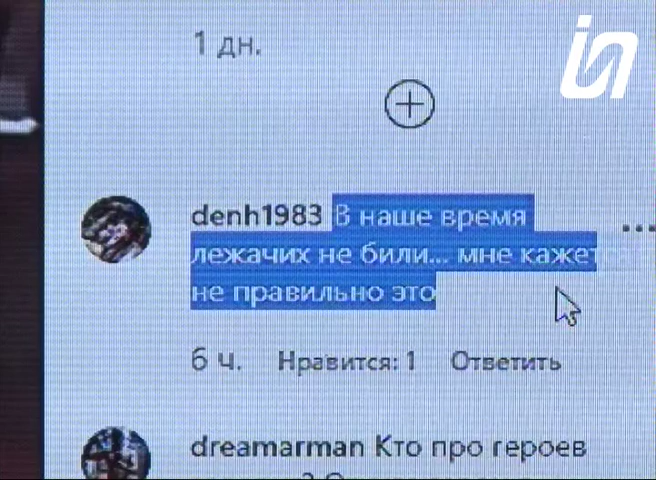 in
1 дн.
denh1983 В наше время
лежачих не били... мне кажет
не правильно это
6 ч. Нравится: 1 Ответить
dreamarman Кто про героев